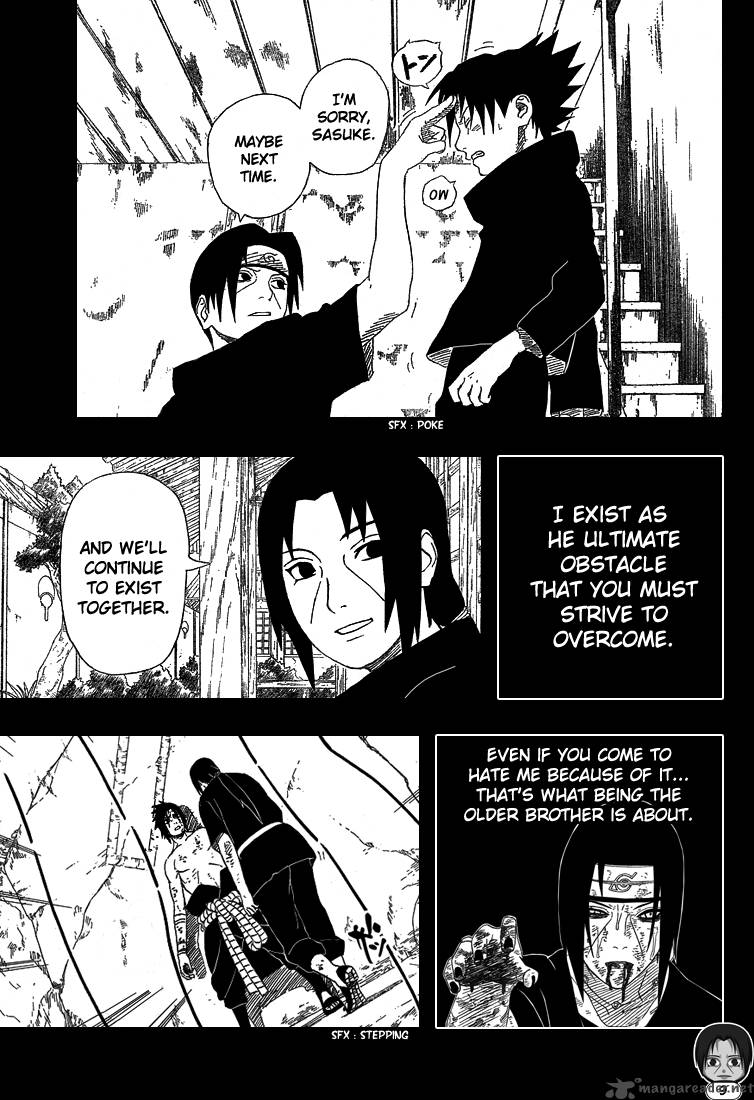 トン
I'M
SORRY,
SASUKE.
MAYBE
NEXT
TIME.
OW
SFX : POKE
I EXIST AS
HE ULTIMATE
OBSTACLE
THAT YOU MUST
STRIVE TO
OVERCOME.
AND WE'LL
CONTINUE
TO EXIST
TOGETHER.
EVEN IF YOU COME TO
HATE ME BECAUSE OF IT...
THAT'S WHAT BEING THE
OLDER BROTHER IS ABOUT.
SFX : STEPPING
9
mangareader.net